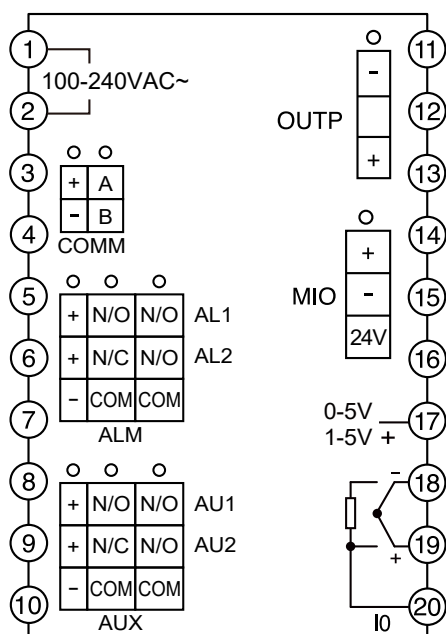 1
11
100-240VAC~
-
2
OUTP
12
3
+ A
+
13
4
- B
COMM
14
+
5
+ N/O N/O AL1
MIO
-
15
6
+ N/C N/O AL2
24V
16
7
- COM COM
ALM
0-5V
1-5V +
17
8
-
18
9
+ N/O N/O AU1
+ N/C N/O AU2
+
19
10
- COM COM
AUX
I0
20